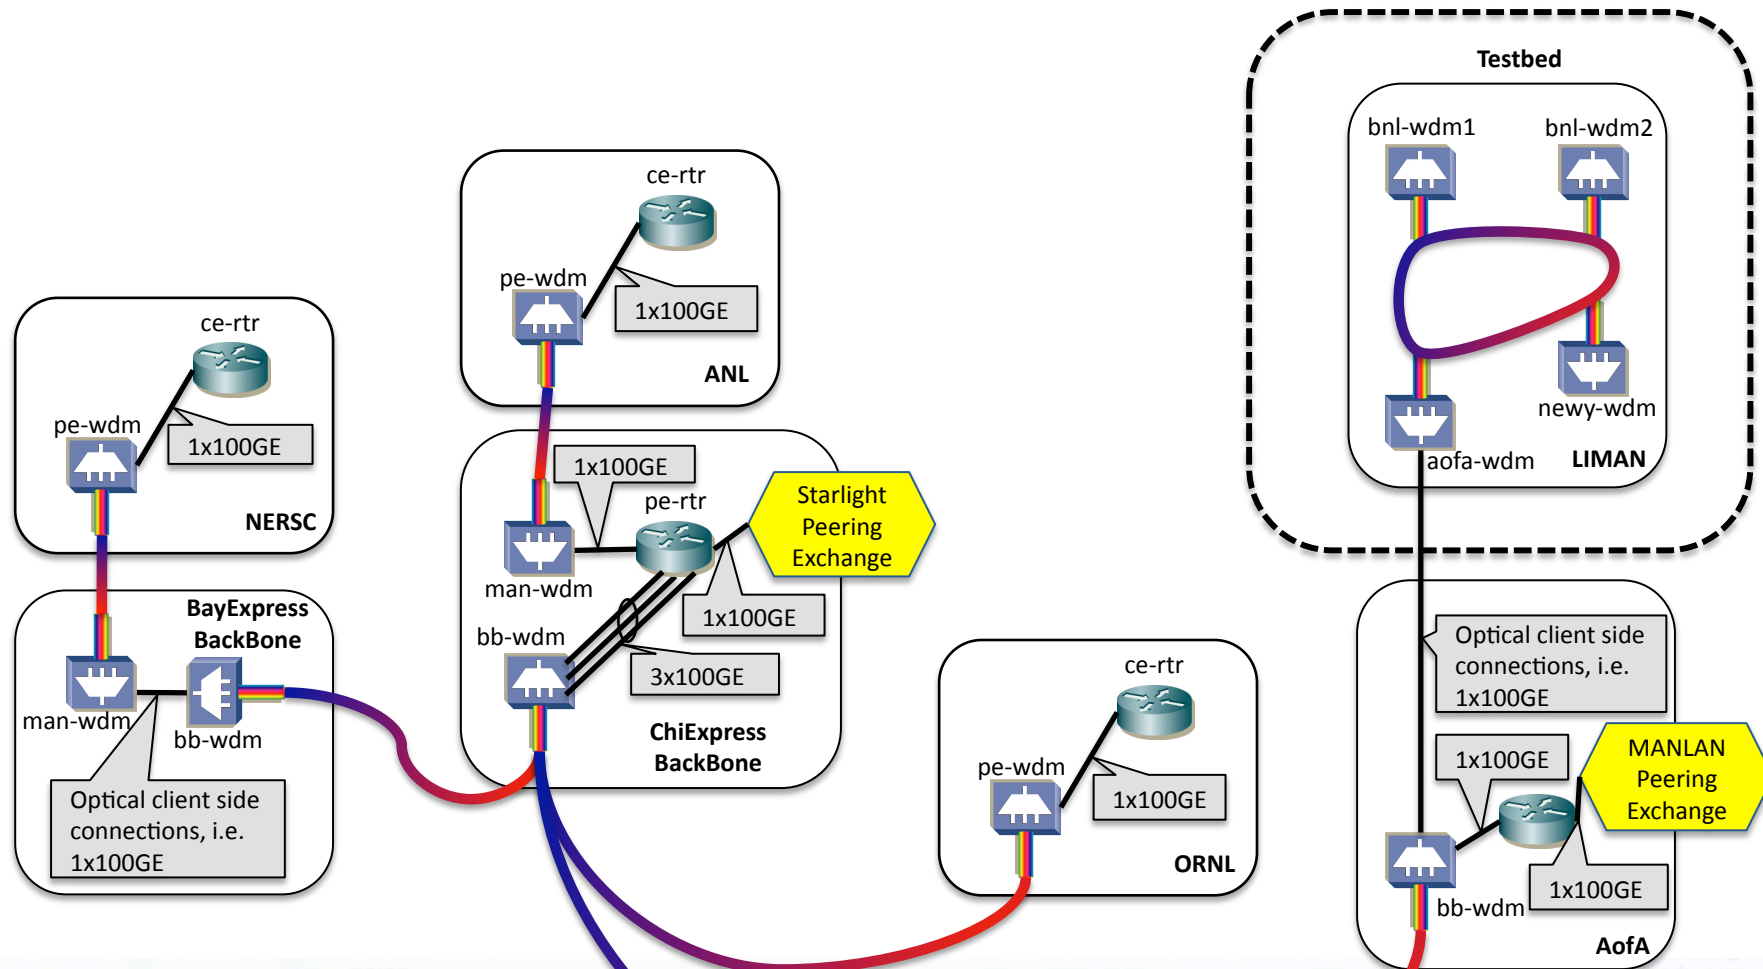 Testbed
bnl-wdm1
bnl-wdm2
newy-wdm
aofa-wdm
LIMAN
ce-rtr
pe-wdm
1x100GE
ANL
ce-rtr
pe-wdm
1x100GE
NERSC
1x100GE
pe-rtr
Starlight
Peering
Exchange
man-wdm
1x100GE
bb-wdm
3x100GE
ChiExpress
BackBone
BayExpress
BackBone
man-wdm
bb-wdm
Optical client side
connections, i.e.
1x100GE
ce-rtr
pe-wdm
1x100GE
ORNL
Optical client side
connections, i.e.
1x100GE
1x100GE
MANLAN
Peering
Exchange
1x100GE
bb-wdm
AofA